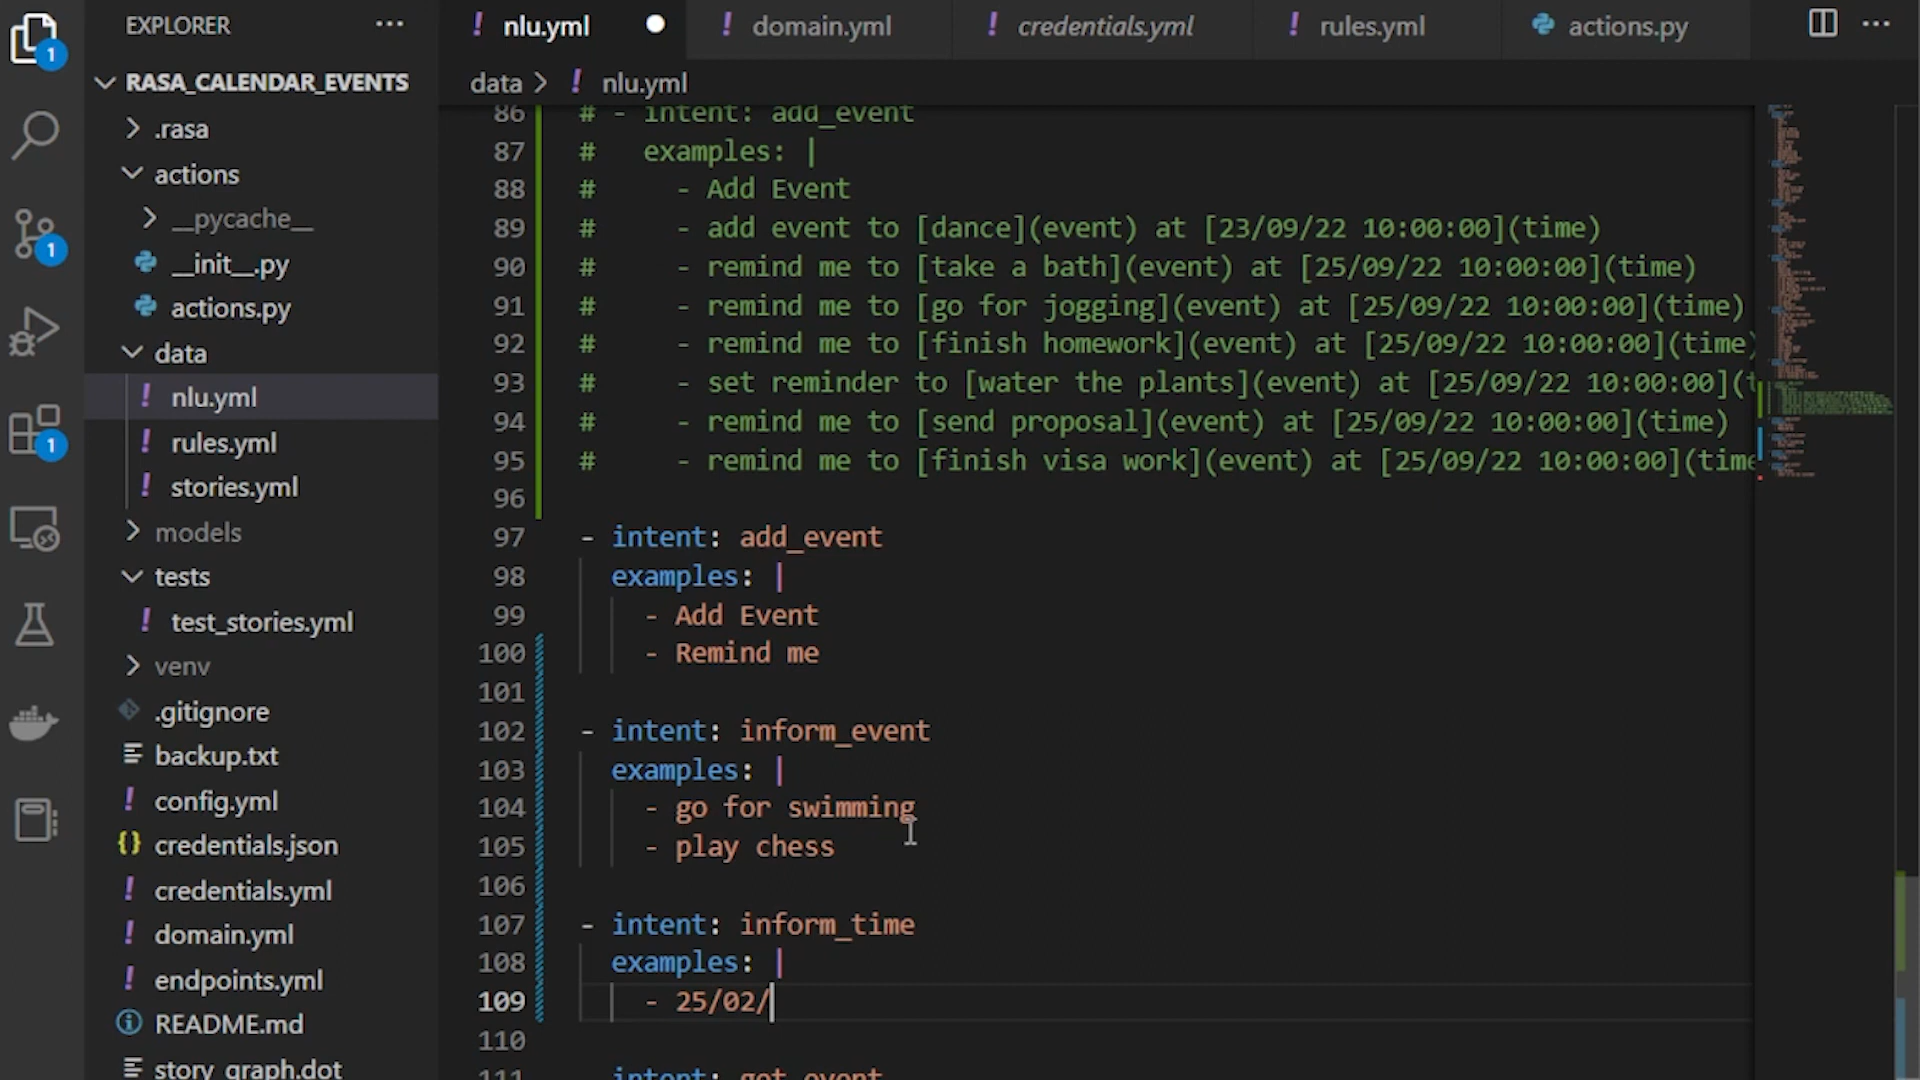 EXPLORER
RASA_CALENDAR_EVENTS
.rasa
actions
__pycache__
__init__.py
actions.py
data
nlu.yml
rules.yml
stories.yml
models
tests
test_stories.yml
venv
.gitignore
backup.txt
config.yml
credentials.json
credentials.yml
domain.yml
endpoints.yml
README.md
story_graph.dot
1
1
1
nlu.yml
domain.yml
credentials.yml
rules.yml
actions.py
data > ! nlu.yml
86 # - intent: add_event
87 #   examples: |
88 #     - Add Event
89 #     - add event to [dance](event) at [23/09/22 10:00:00](time)
90 #     - remind me to [take a bath](event) at [25/09/22 10:00:00](time)
91 #     - remind me to [go for jogging](event) at [25/09/22 10:00:00](time)
92 #     - remind me to [finish homework](event) at [25/09/22 10:00:00](time)
93 #     - set reminder to [water the plants](event) at [25/09/22 10:00:00](t
94 #     - remind me to [send proposal](event) at [25/09/22 10:00:00](time)
95 #     - remind me to [finish visa work](event) at [25/09/22 10:00:00](time
96
97 - intent: add_event
98   examples: |
99     - Add Event
100     - Remind me
101
102 - intent: inform_event
103   examples: |
104     - go for swimming
105     - play chess
106
107 - intent: inform_time
108   examples: |
109     - 25/02/
110
111 intent: get_event